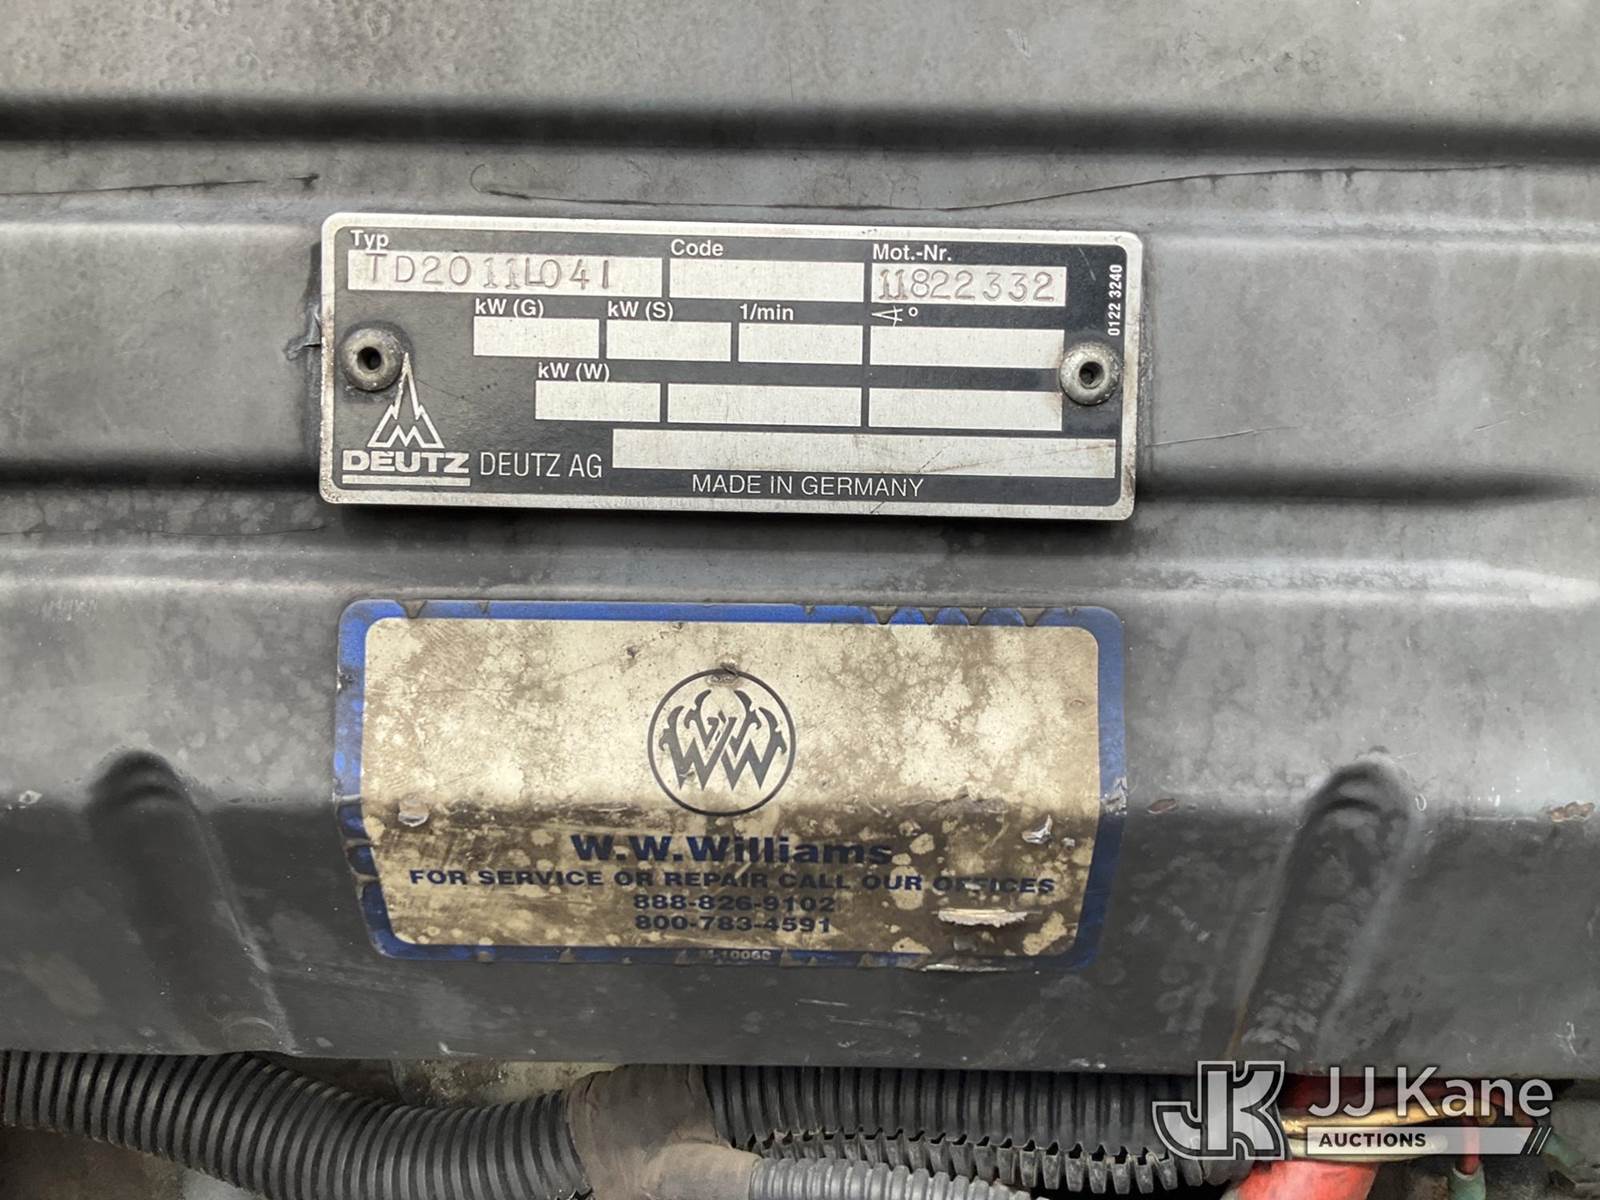 Typ Code Mot.-Nr.
TD2011L04I 11822332
kW (G) kW (S) 1/min ∢°
0122 3240
kW (W)
DEUTZ DEUTZ AG
MADE IN GERMANY
W.W.Williams
FOR SERVICE OR REPAIR CALL OUR OFFICES
888-826-9102
800-783-4591
JK JJ Kane
AUCTIONS